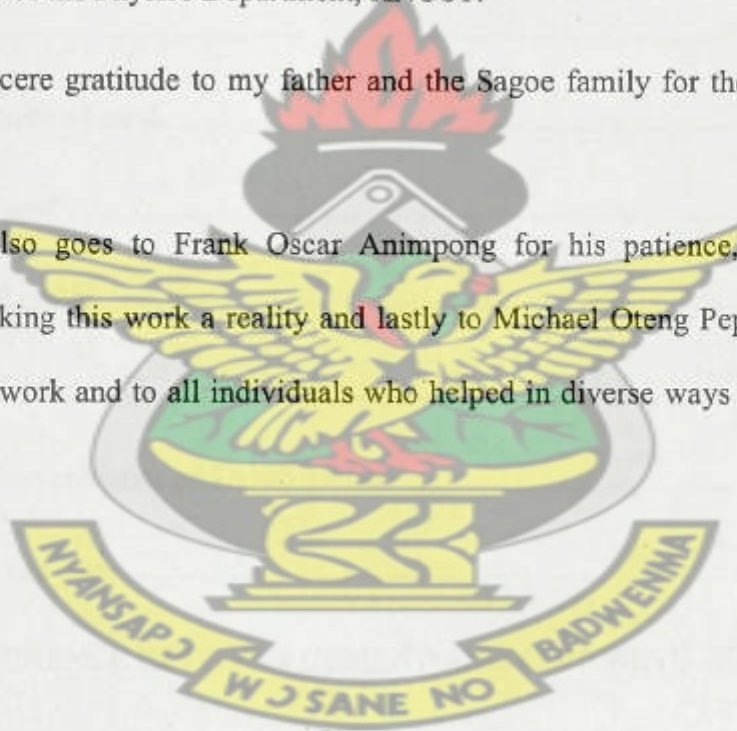 cere gratitude to my father and the Sagoe family for the
lso goes to Frank Oscar Animpong for his patience,
king this work a reality and lastly to Michael Oteng Pep
work and to all individuals who helped in diverse ways
NYANSAPƆ
WƆSANE NO
BADWENMA